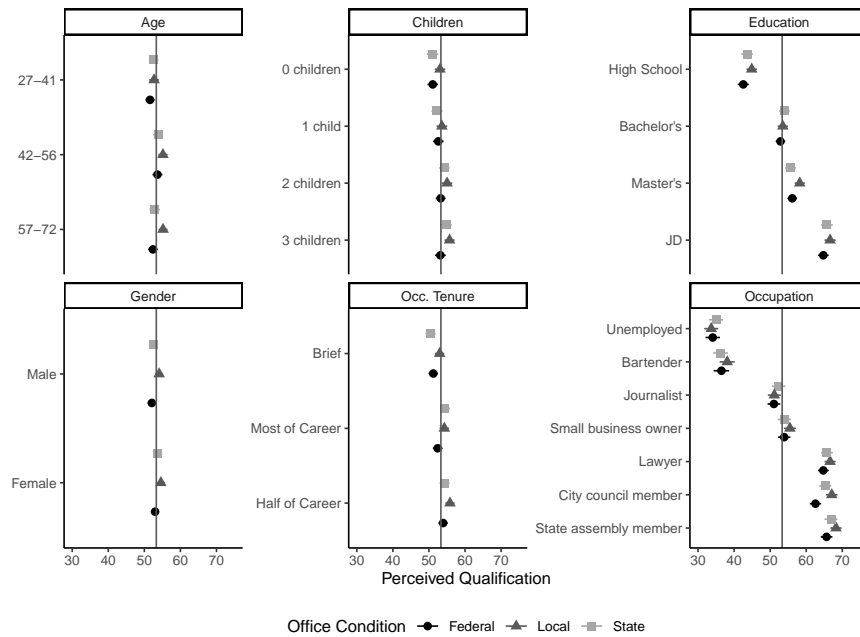 Age
27−41
42−56
57−72
Children
0 children
1 child
2 children
3 children
Education
High School
Bachelor's
Master's
JD
Gender
Male
Female
30 40 50 60 70
Occ. Tenure
Brief
Most of Career
Half of Career
30 40 50 60 70
Occupation
Unemployed
Bartender
Journalist
Small business owner
Lawyer
City council member
State assembly member
30 40 50 60 70
Perceived Qualification
Office Condition Federal Local State